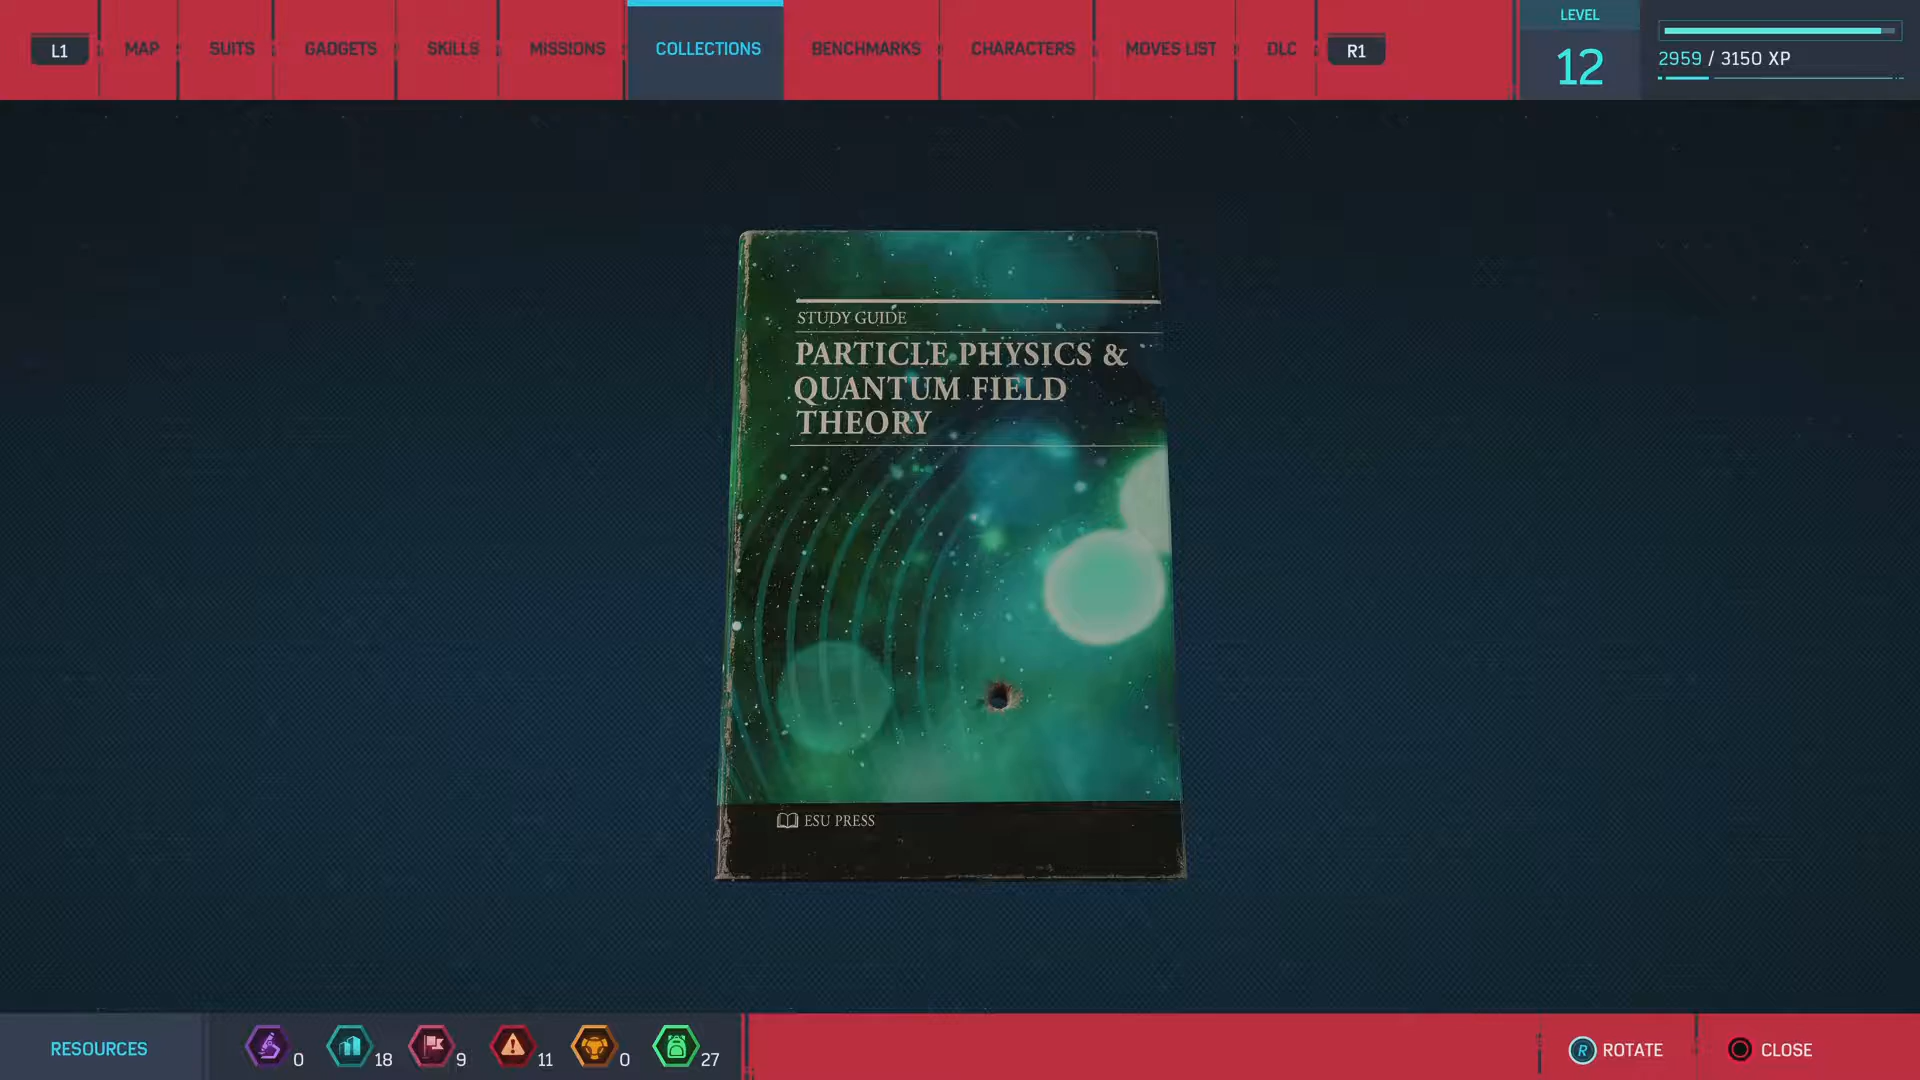 L1 MAP SUITS GADGETS SKILLS MISSIONS COLLECTIONS BENCHMARKS CHARACTERS MOVES LIST DLC R1
LEVEL
12
2959 / 3150 XP
STUDY GUIDE
PARTICLE PHYSICS &
QUANTUM FIELD
THEORY
ESU PRESS
RESOURCES 0 18 9 11 0 27 R ROTATE CLOSE